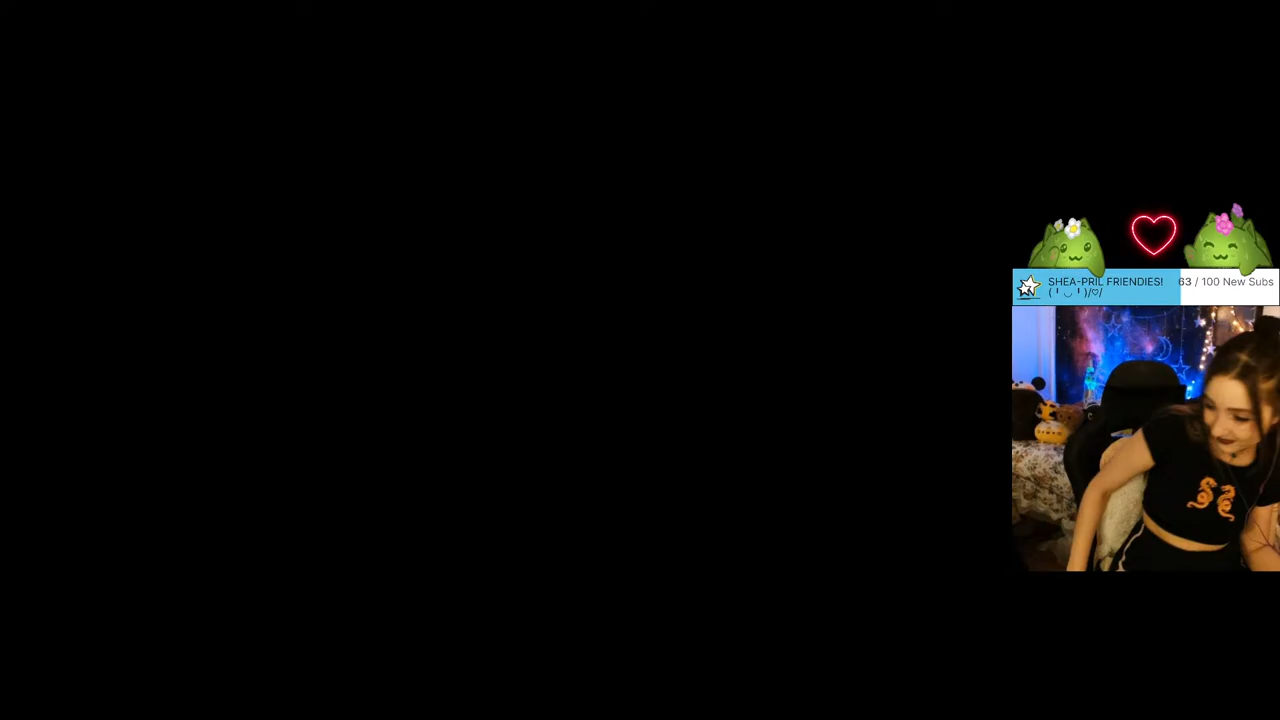 SHEA-PRIL FRIENDIES! 63 / 100 New Subs
(╹◡╹)/♡/